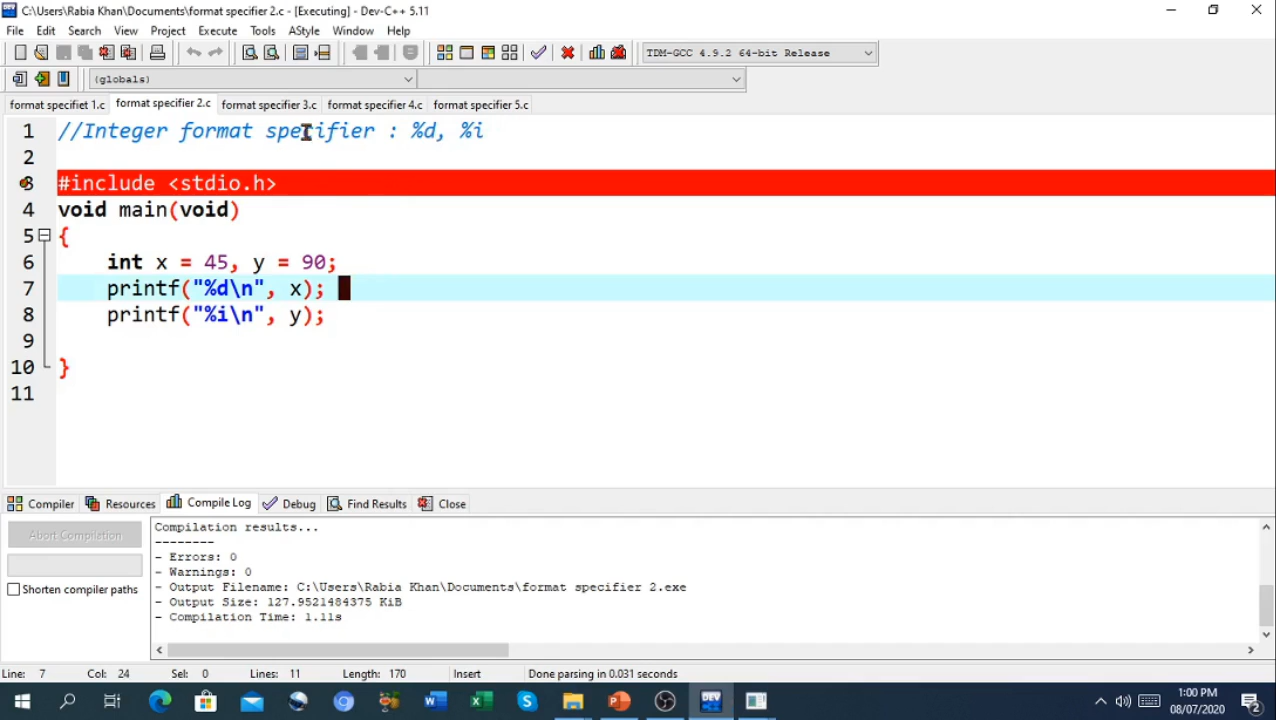 C:\Users\Rabia Khan\Documents\format specifier 2.c - [Executing] - Dev-C++ 5.11
File Edit Search View Project Execute Tools AStyle Window Help
TDM-GCC 4.9.2 64-bit Release
(globals)
format specifiet 1.c format specifier 2.c format specifier 3.c format specifier 4.c format specifier 5.c
1 //Integer format specifier : %d, %i
2
3 #include <stdio.h>
4 void main(void)
5 {
6 int x = 45, y = 90;
7 printf("%d\n", x);
8 printf("%i\n", y);
9
10 }
11
Compiler Resources Compile Log Debug Find Results Close
Abort Compilation
Shorten compiler paths
Compilation results...
--------
- Errors: 0
- Warnings: 0
- Output Filename: C:\Users\Rabia Khan\Documents\format specifier 2.exe
- Output Size: 127.9521484375 KiB
- Compilation Time: 1.11s
Line: 7 Col: 24 Sel: 0 Lines: 11 Length: 170 Insert Done parsing in 0.031 seconds
1:00 PM
08/07/2020